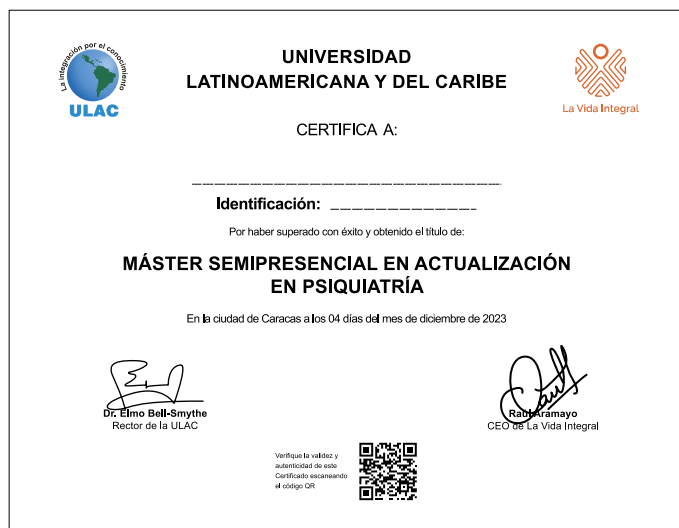 La integración por el conocimiento
ULAC
UNIVERSIDAD
LATINOAMERICANA Y DEL CARIBE
La Vida Integral
CERTIFICA A:
Identificación:
Por haber superado con éxito y obtenido el título de:
MÁSTER SEMIPRESENCIAL EN ACTUALIZACIÓN
EN PSIQUIATRÍA
En la ciudad de Caracas a los 04 días del mes de diciembre de 2023
Dr. Elmo Bell-Smythe
Rector de la ULAC
Raúl Aramayo
CEO de La Vida Integral
Verifique la validez y
autenticidad de este
Certificado escaneando
el código QR